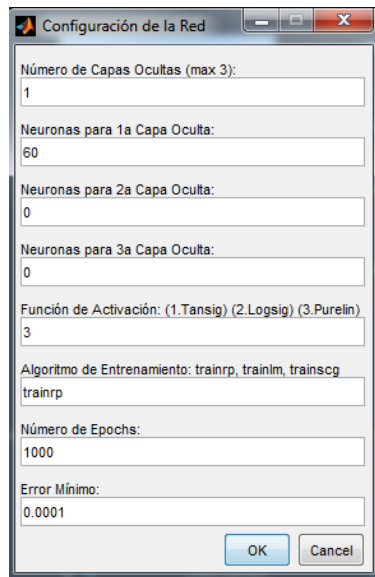 Configuración de la Red
Número de Capas Ocultas (max 3):
1
Neuronas para 1a Capa Oculta:
60
Neuronas para 2a Capa Oculta:
0
Neuronas para 3a Capa Oculta:
0
Función de Activación: (1.Tansig) (2.Logsig) (3.Purelin)
3
Algoritmo de Entrenamiento: trainrp, trainlm, trainscg
trainrp
Número de Epochs:
1000
Error Mínimo:
0.0001
OK Cancel